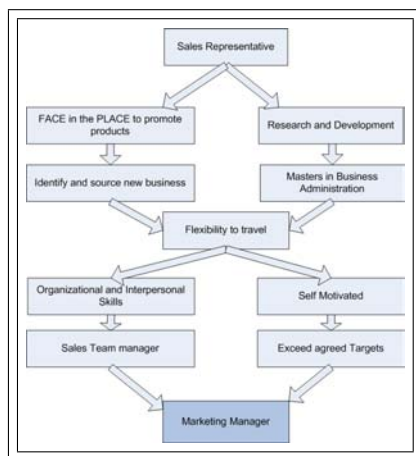 Sales Representative
FACE in the PLACE to promote
products
Research and Development
Identify and source new business
Masters in Business
Administration
Flexibility to travel
Organizational and Interpersonal
Skills
Self Motivated
Sales Team manager
Exceed agreed Targets
Marketing Manager